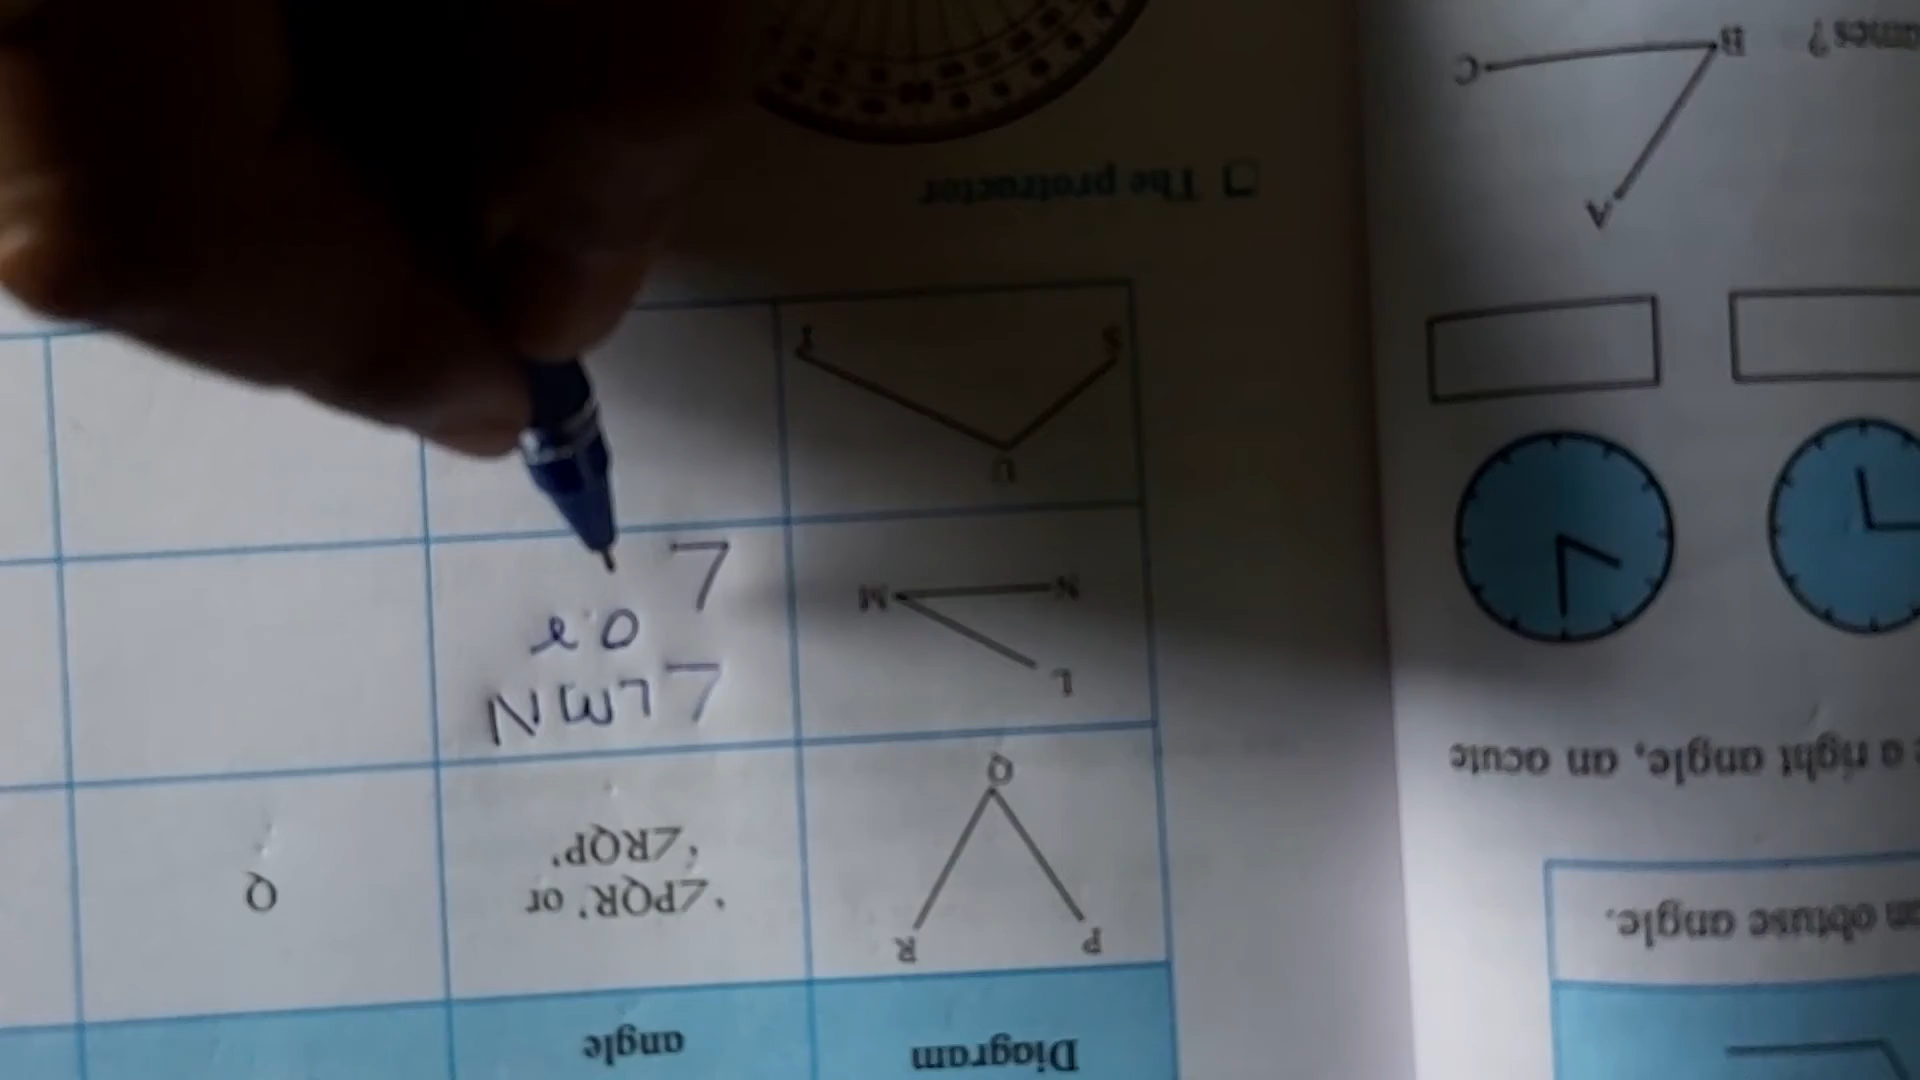 Diagram
angle
P
R
Q
'∠PQR' or
'∠RQP'
Q
L
N
M
∠LMN
or
∠
U
S
T
❑ The protractor
an obtuse angle.
a right angle, an acute
A
B
C